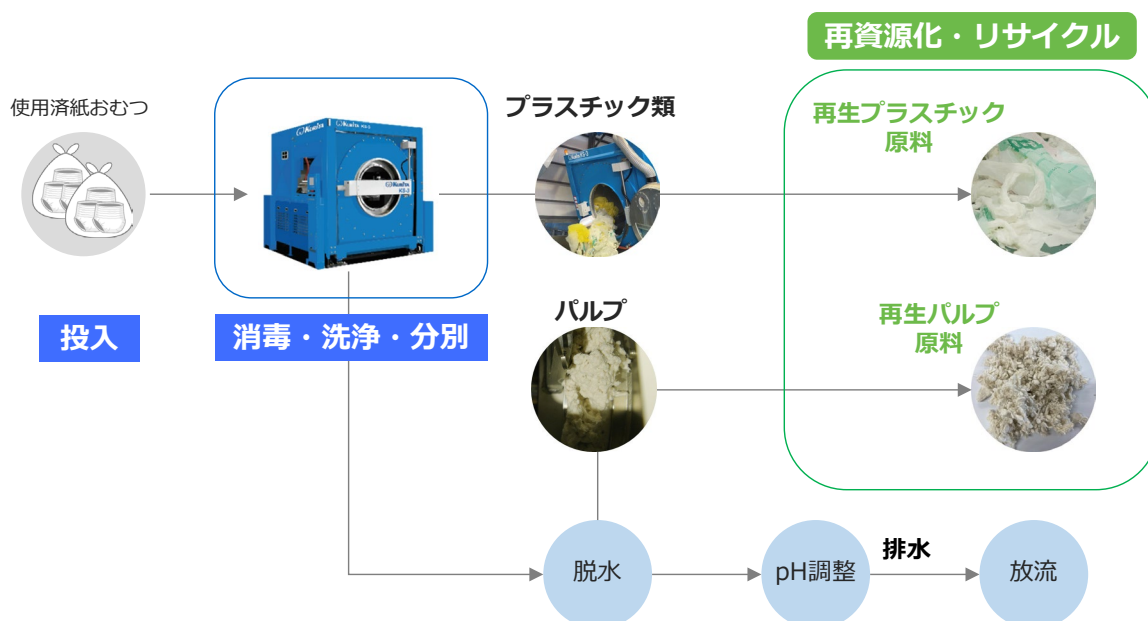 再資源化・リサイクル
使用済紙おむつ
プラスチック類
再生プラスチック
原料
投入
消毒・洗浄・分別
パルプ
再生パルプ
原料
脱水
pH調整
排水
放流